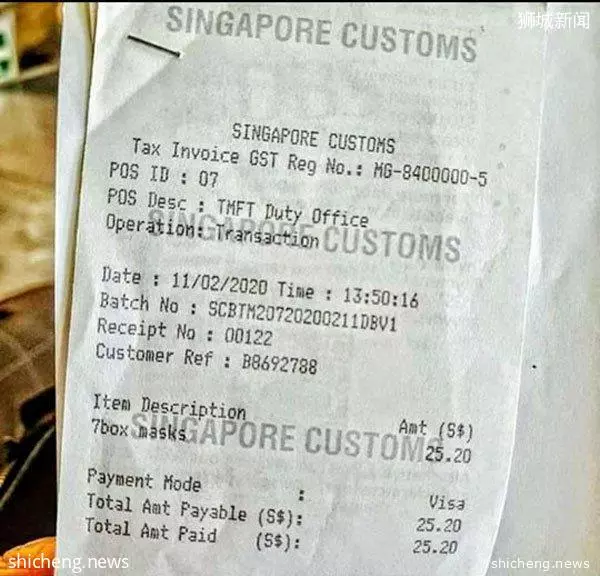 SINGAPORE CUSTOMS
狮城新闻
SINGAPORE CUSTOMS
Tax Invoice GST Reg No.: MG-8400000-5
POS ID : 07
POS Desc : TMFT Duty Office
SINGAPORE CUSTOMS
Operation: Transaction
Date : 11/02/2020 Time : 13:50:16
Batch No : SCBTM20720200211DBV1
Receipt No : 00122
Customer Ref : B8692788
Item Description Amt (S$)
SINGAPORE CUSTOMS
7box masks 25.20
Payment Mode : Visa
Total Amt Payable (S$): 25.20
Total Amt Paid (S$): 25.20
shicheng.news
shicheng.news